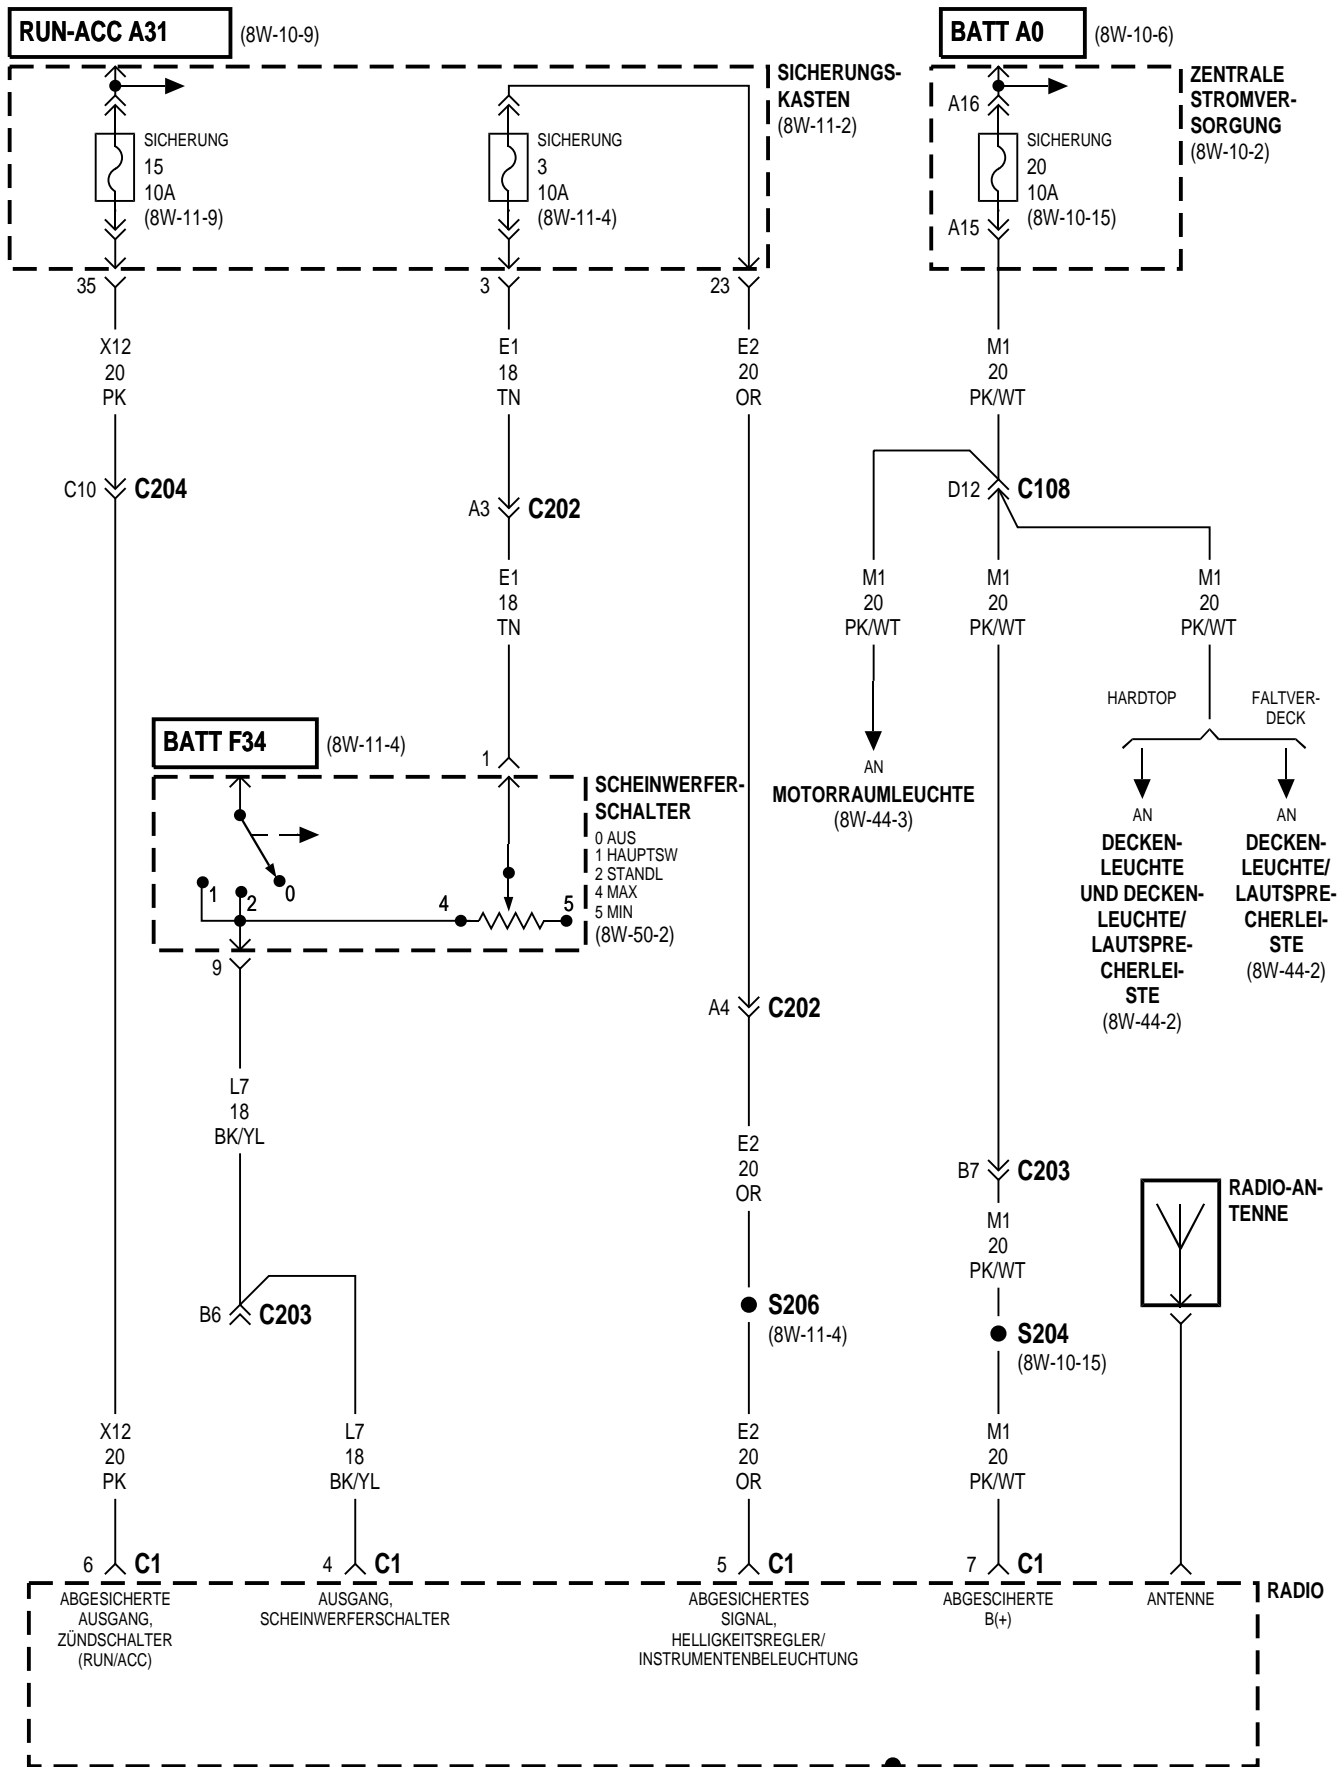 RUN-ACC A31
(8W-10-9)
BATT A0
(8W-10-6)
SICHERUNGS-
KASTEN
(8W-11-2)
ZENTRALE
STROMVER-
SORGUNG
(8W-10-2)
SICHERUNG
15
10A
(8W-11-9)
SICHERUNG
3
10A
(8W-11-4)
A16
SICHERUNG
20
10A
(8W-10-15)
A15
35
3
23
X12
20
PK
E1
18
TN
E2
20
OR
M1
20
PK/WT
C10
C204
A3
C202
D12
C108
E1
18
TN
M1
20
PK/WT
M1
20
PK/WT
M1
20
PK/WT
HARDTOP
FALTVER-
DECK
BATT F34
(8W-11-4)
1
AN
MOTORRAUMLEUCHTE
(8W-44-3)
SCHEINWERFER-
SCHALTER
0 AUS
1 HAUPTSW
2 STANDL
4 MAX
5 MIN
(8W-50-2)
1
2
0
4
5
9
AN
DECKEN-
LEUCHTE
UND DECKEN-
LEUCHTE/
LAUTSPRE-
CHERLEI-
STE
(8W-44-2)
AN
DECKEN-
LEUCHTE/
LAUTSPRE-
CHERLEI-
STE
(8W-44-2)
A4
C202
L7
18
BK/YL
E2
20
OR
B7
C203
M1
20
PK/WT
RADIO-AN-
TENNE
B6
C203
S206
(8W-11-4)
S204
(8W-10-15)
X12
20
PK
L7
18
BK/YL
E2
20
OR
M1
20
PK/WT
6
C1
4
C1
5
C1
7
C1
RADIO
ABGESICHERTE
AUSGANG,
ZÜNDSCHALTER
(RUN/ACC)
AUSGANG,
SCHEINWERFERSCHALTER
ABGESICHERTES
SIGNAL,
HELLIGKEITSREGLER/
INSTRUMENTENBELEUCHTUNG
ABGESCIHERTE
B(+)
ANTENNE